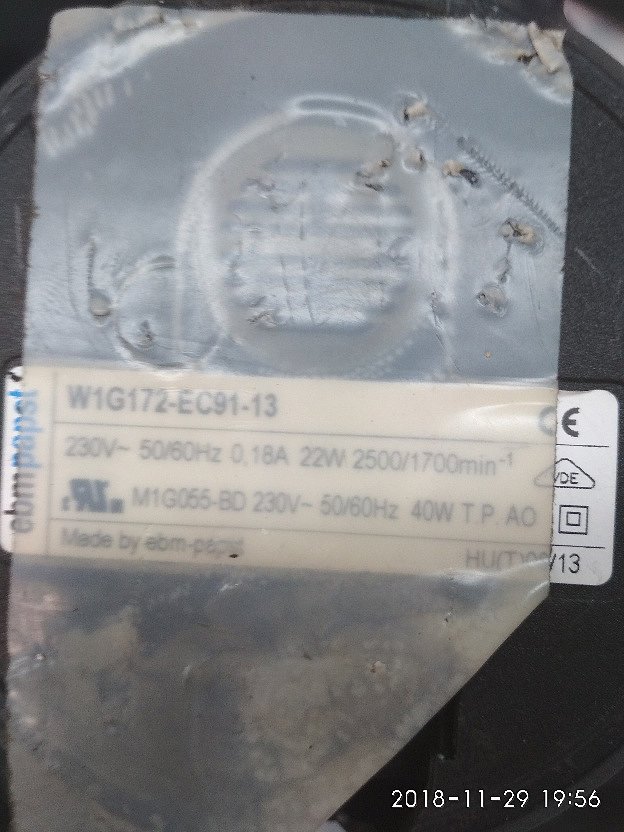 ebmpapst
W1G172-EC91-13
CE
230V~ 50/60Hz 0,18A 22W 2500/1700min⁻¹
VDE
M1G055-BD 230V~ 50/60Hz 40W T.P. AO
Made by ebm-papst
/13
2018-11-29 19:56